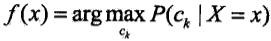 f(x) = arg max P(c_k | X = x)
c_k